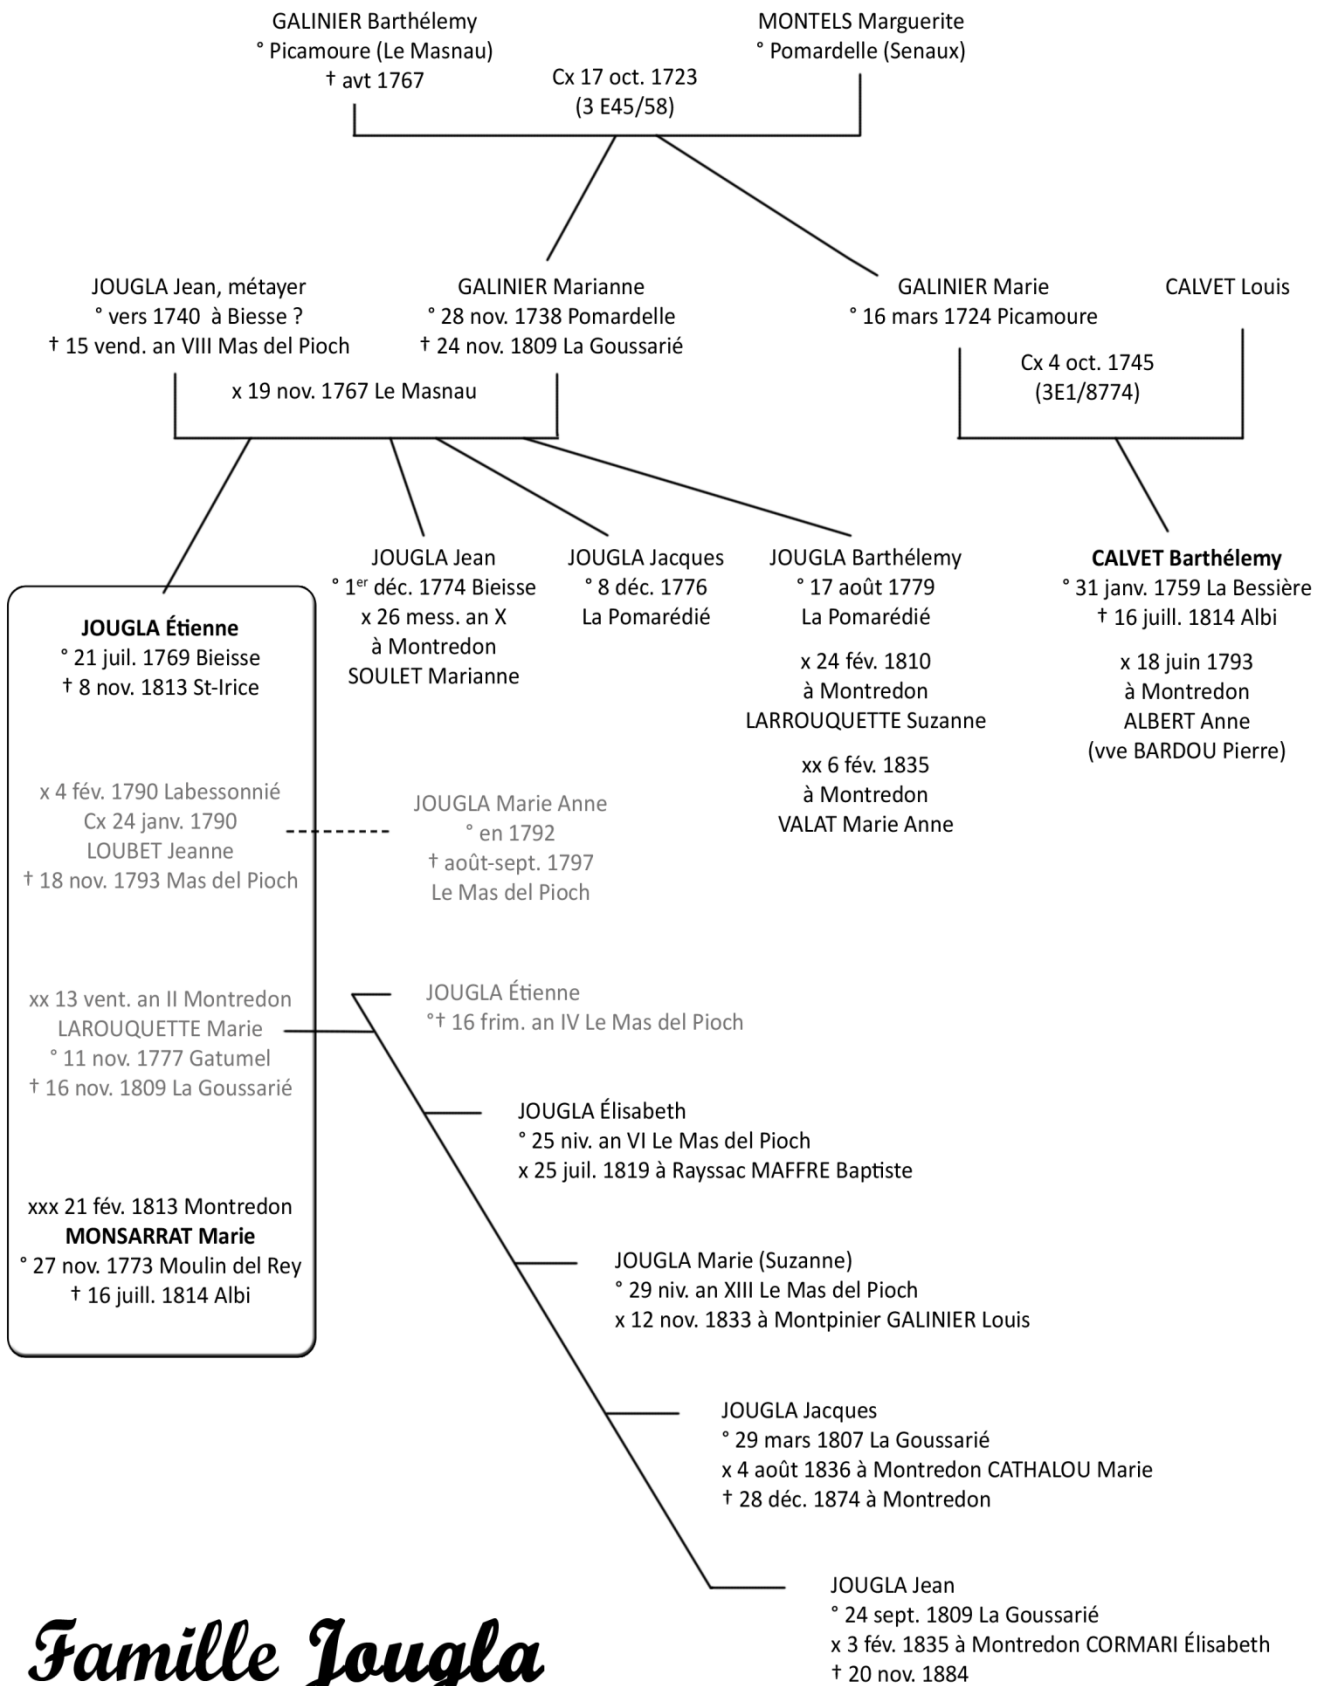 GALINIER Barthélemy
° Picamoure (Le Masnau)
† avt 1767
MONTELS Marguerite
° Pomardelle (Senaux)
Cx 17 oct. 1723
(3 E45/58)
JOUGLA Jean, métayer
° vers 1740 à Biesse ?
† 15 vend. an VIII Mas del Pioch
GALINIER Marianne
° 28 nov. 1738 Pomardelle
† 24 nov. 1809 La Goussarié
x 19 nov. 1767 Le Masnau
GALINIER Marie
° 16 mars 1724 Picamoure
CALVET Louis
Cx 4 oct. 1745
(3E1/8774)
JOUGLA Étienne
° 21 juil. 1769 Bieisse
† 8 nov. 1813 St-Irice
JOUGLA Jean
° 1er déc. 1774 Bieisse
x 26 mess. an X
à Montredon
SOULET Marianne
JOUGLA Jacques
° 8 déc. 1776
La Pomarédié
JOUGLA Barthélemy
° 17 août 1779
La Pomarédié
x 24 fév. 1810
à Montredon
LARROUQUETTE Suzanne
xx 6 fév. 1835
à Montredon
VALAT Marie Anne
CALVET Barthélemy
° 31 janv. 1759 La Bessière
† 16 juill. 1814 Albi
x 18 juin 1793
à Montredon
ALBERT Anne
(vve BARDOU Pierre)
x 4 fév. 1790 Labessonnié
Cx 24 janv. 1790
LOUBET Jeanne
† 18 nov. 1793 Mas del Pioch
JOUGLA Marie Anne
° en 1792
† août-sept. 1797
Le Mas del Pioch
xx 13 vent. an II Montredon
LAROUQUETTE Marie
° 11 nov. 1777 Gatumel
† 16 nov. 1809 La Goussarié
JOUGLA Étienne
°† 16 frim. an IV Le Mas del Pioch
JOUGLA Élisabeth
° 25 niv. an VI Le Mas del Pioch
x 25 juil. 1819 à Rayssac MAFFRE Baptiste
xxx 21 fév. 1813 Montredon
MONSARRAT Marie
° 27 nov. 1773 Moulin del Rey
† 16 juill. 1814 Albi
JOUGLA Marie (Suzanne)
° 29 niv. an XIII Le Mas del Pioch
x 12 nov. 1833 à Montpinier GALINIER Louis
JOUGLA Jacques
° 29 mars 1807 La Goussarié
x 4 août 1836 à Montredon CATHALOU Marie
† 28 déc. 1874 à Montredon
JOUGLA Jean
° 24 sept. 1809 La Goussarié
x 3 fév. 1835 à Montredon CORMARI Élisabeth
† 20 nov. 1884
Famille Jougla